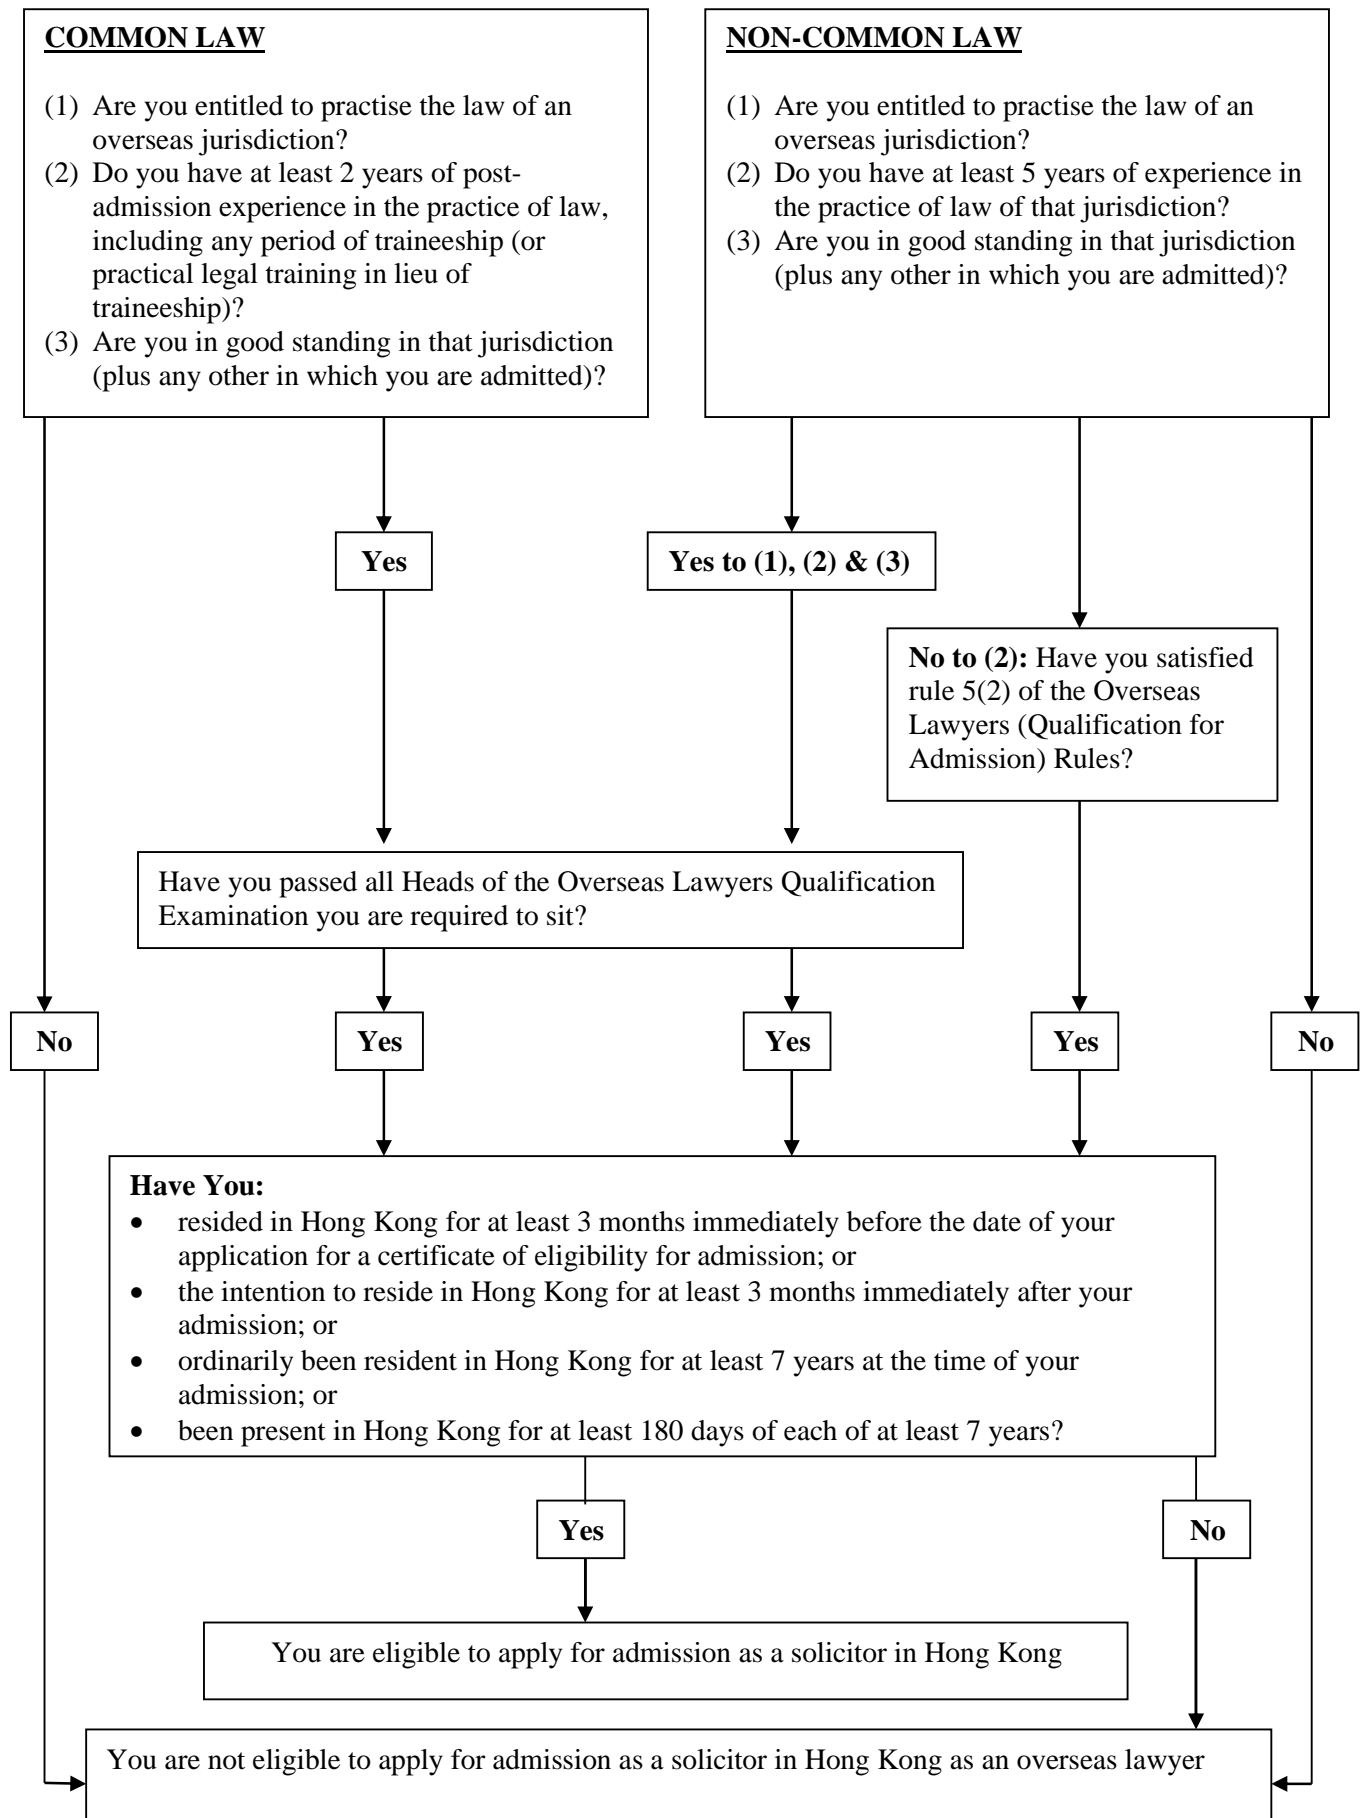 COMMON LAW
(1) Are you entitled to practise the law of an
overseas jurisdiction?
(2) Do you have at least 2 years of post-
admission experience in the practice of law,
including any period of traineeship (or
practical legal training in lieu of
traineeship)?
(3) Are you in good standing in that jurisdiction
(plus any other in which you are admitted)?
NON-COMMON LAW
(1) Are you entitled to practise the law of an
overseas jurisdiction?
(2) Do you have at least 5 years of experience in
the practice of law of that jurisdiction?
(3) Are you in good standing in that jurisdiction
(plus any other in which you are admitted)?
Yes
Yes to (1), (2) & (3)
No to (2): Have you satisfied
rule 5(2) of the Overseas
Lawyers (Qualification for
Admission) Rules?
Have you passed all Heads of the Overseas Lawyers Qualification
Examination you are required to sit?
No
Yes
Yes
Yes
No
Have You:
• resided in Hong Kong for at least 3 months immediately before the date of your
application for a certificate of eligibility for admission; or
• the intention to reside in Hong Kong for at least 3 months immediately after your
admission; or
• ordinarily been resident in Hong Kong for at least 7 years at the time of your
admission; or
• been present in Hong Kong for at least 180 days of each of at least 7 years?
Yes
No
You are eligible to apply for admission as a solicitor in Hong Kong
You are not eligible to apply for admission as a solicitor in Hong Kong as an overseas lawyer